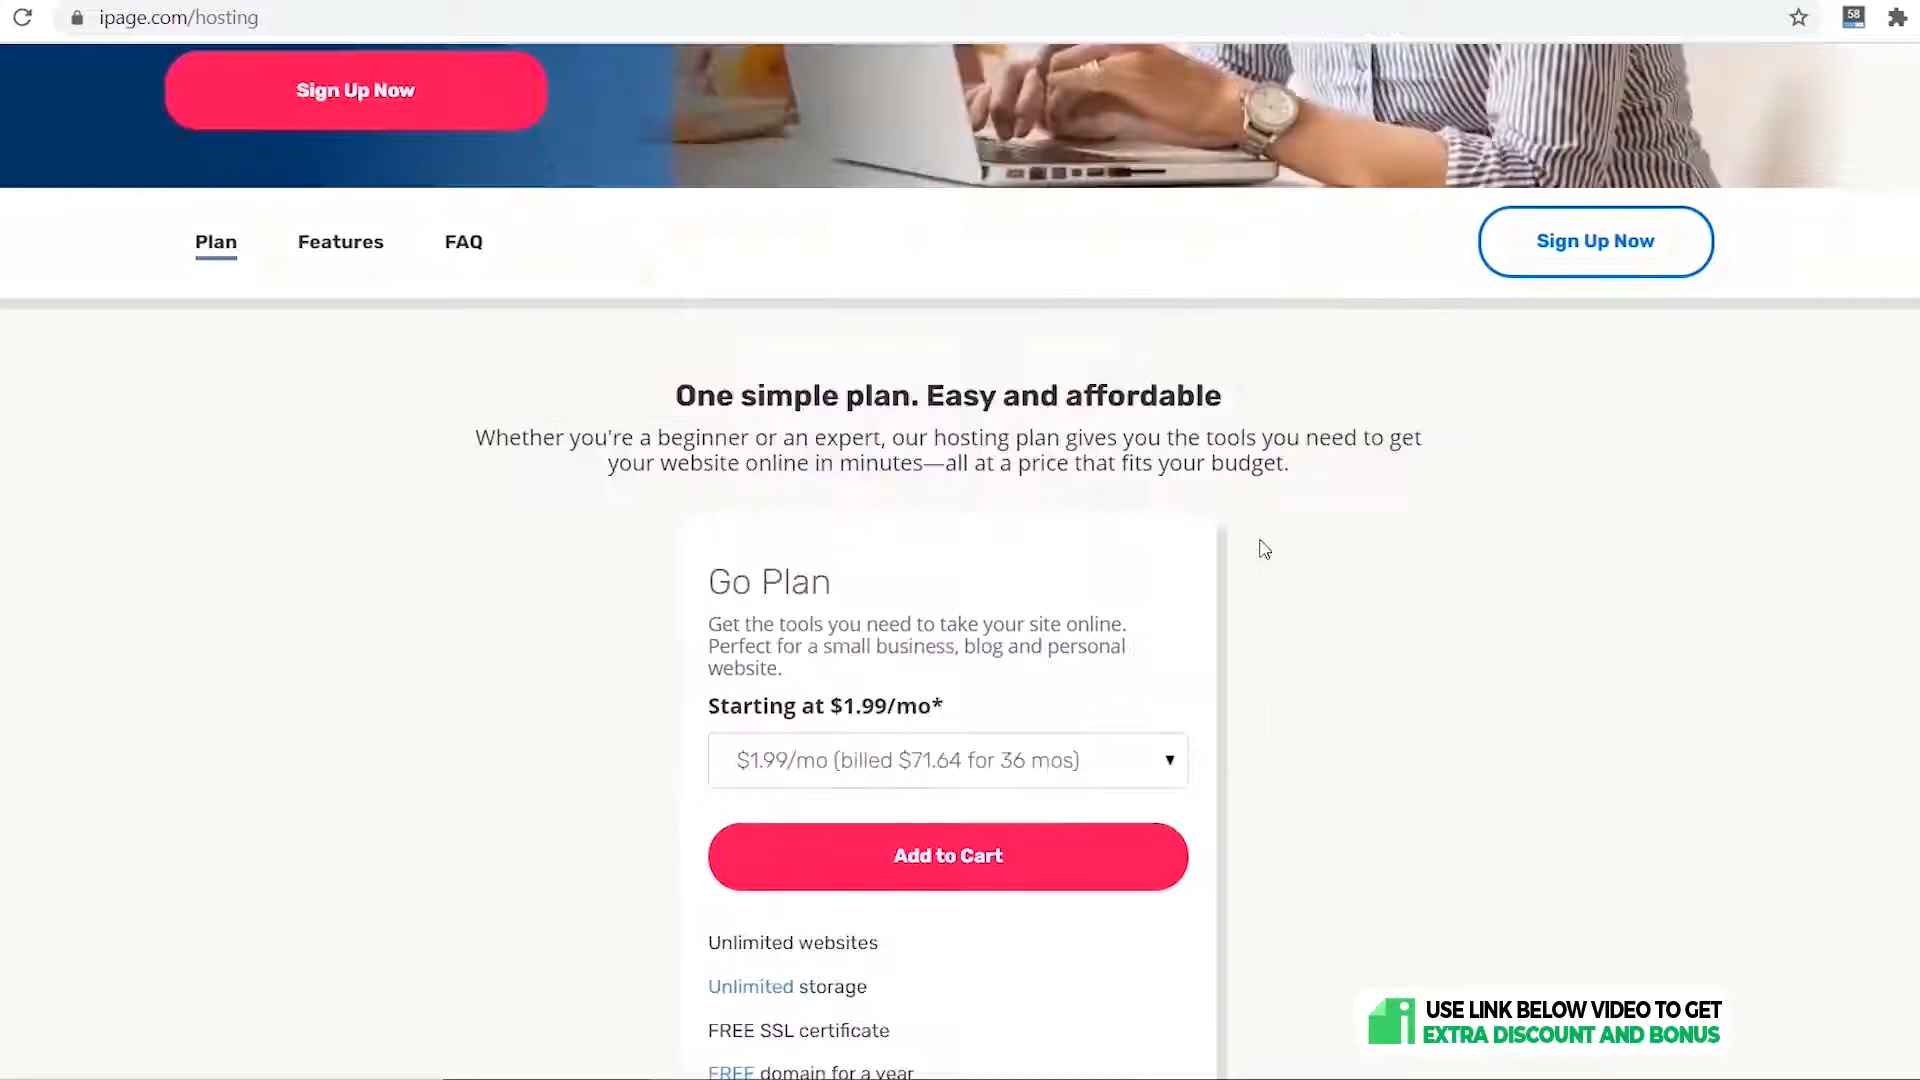 ipage.com/hosting
58
Sign Up Now
Plan
Features
FAQ
Sign Up Now
One simple plan. Easy and affordable
Whether you're a beginner or an expert, our hosting plan gives you the tools you need to get
your website online in minutes—all at a price that fits your budget.
Go Plan
Get the tools you need to take your site online.
Perfect for a small business, blog and personal
website.
Starting at $1.99/mo*
$1.99/mo (billed $71.64 for 36 mos)
Add to Cart
Unlimited websites
Unlimited storage
FREE SSL certificate
FREE domain for a year
USE LINK BELOW VIDEO TO GET
EXTRA DISCOUNT AND BONUS